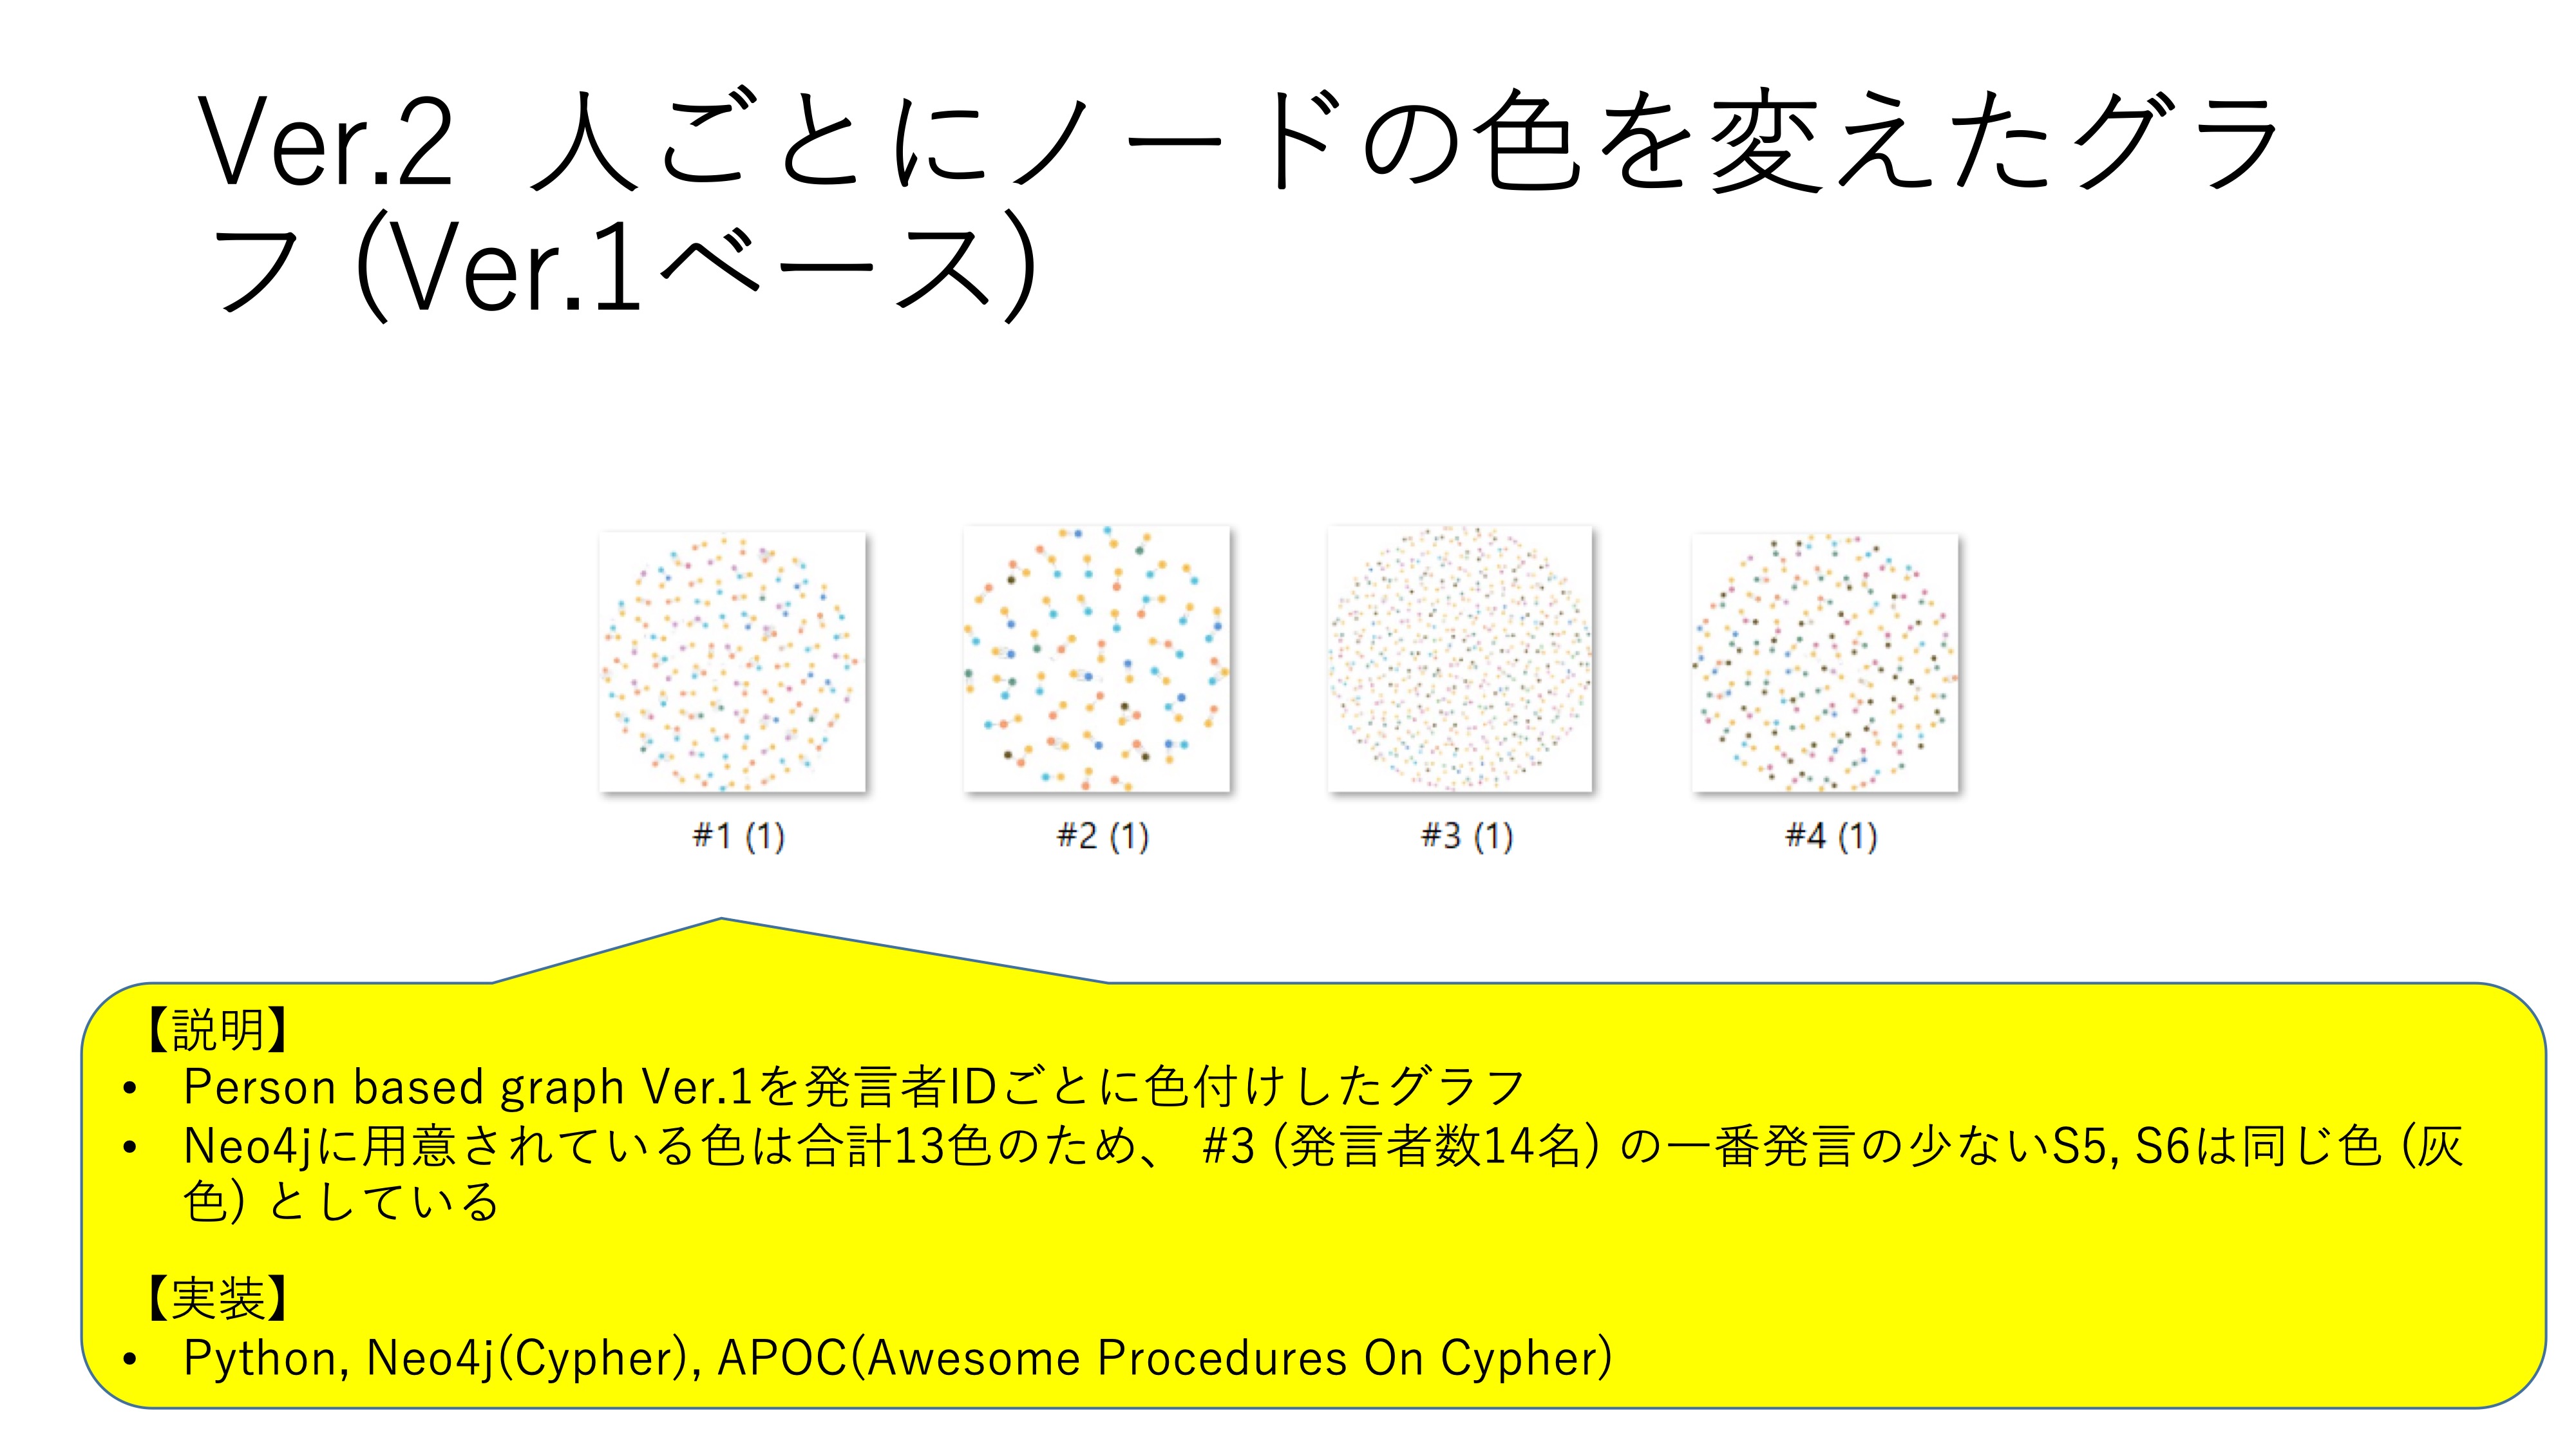 Ver.2 人ごとにノードの色を変えたグラ
フ (Ver.1ベース)
#1 (1)
#2 (1)
#3 (1)
#4 (1)
【説明】
• Person based graph Ver.1を発言者IDごとに色付けしたグラフ
• Neo4jに用意されている色は合計13色のため、 #3 (発言者数14名) の一番発言の少ないS5, S6は同じ色 (灰
色) としている
【実装】
• Python, Neo4j(Cypher), APOC(Awesome Procedures On Cypher)